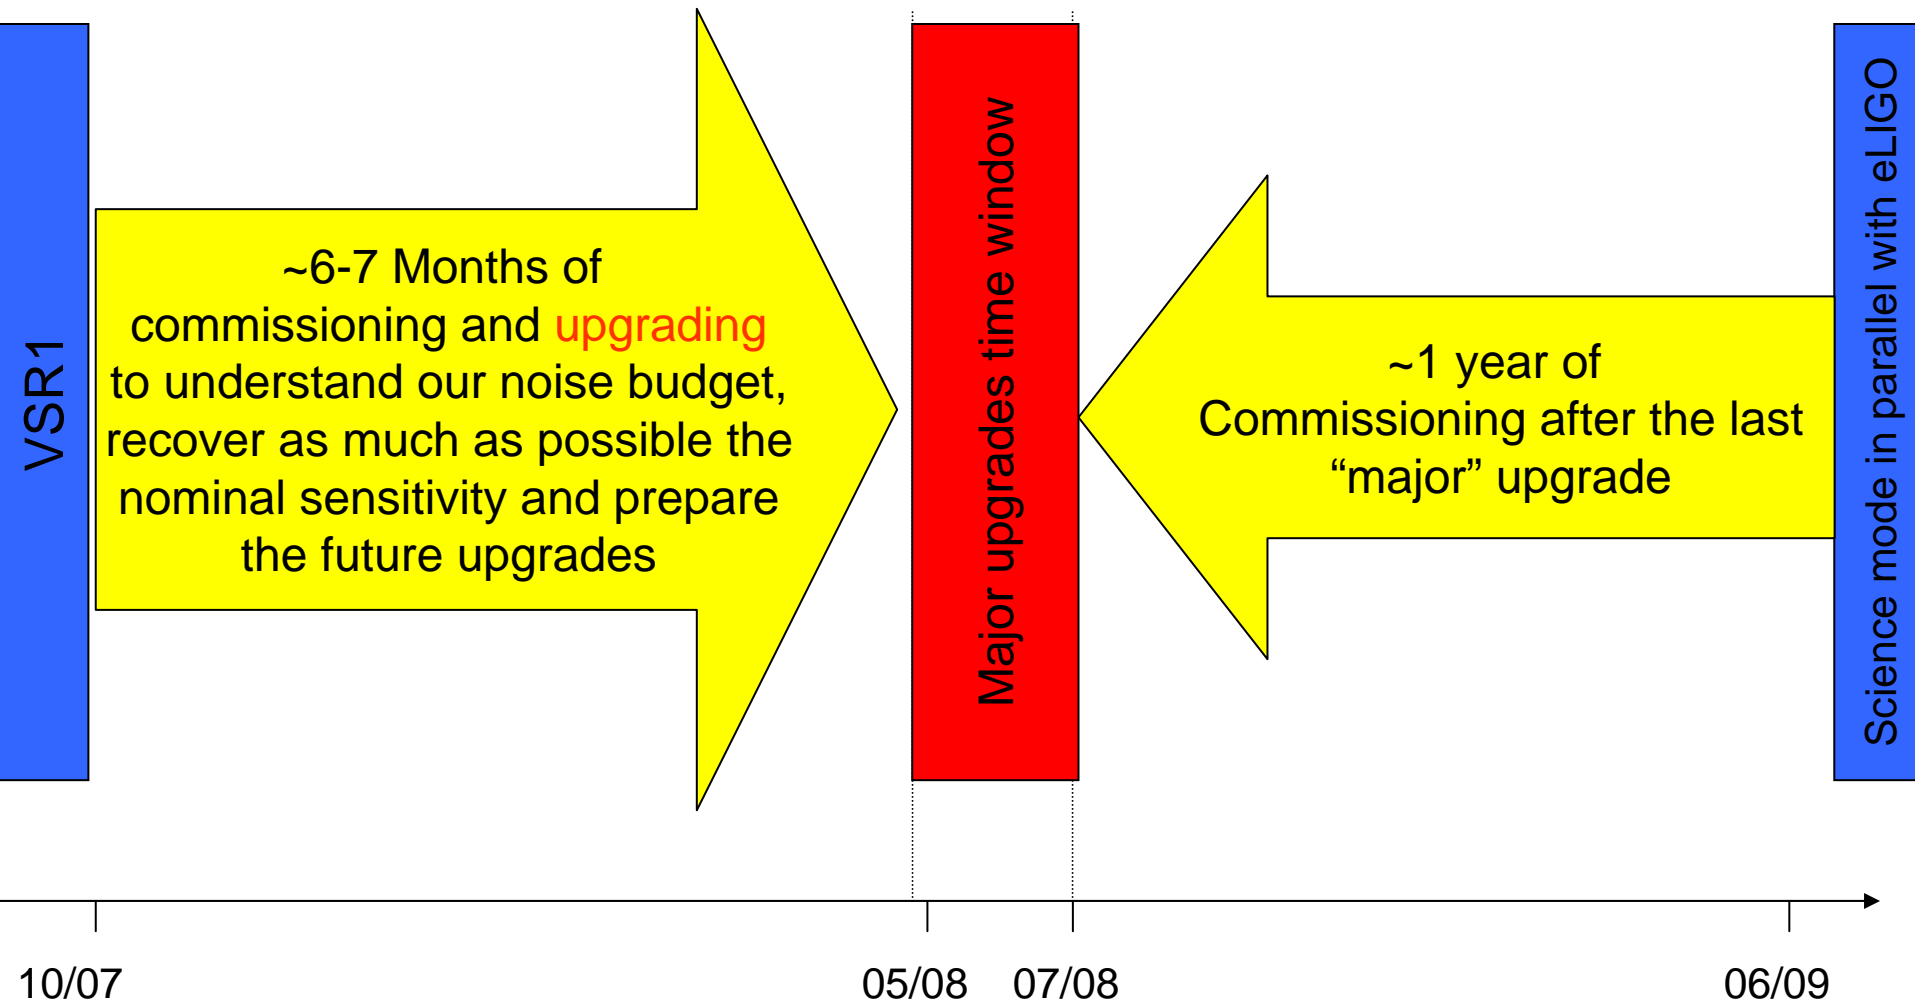 VSR1
~6-7 Months of
commissioning and upgrading
to understand our noise budget,
recover as much as possible the
nominal sensitivity and prepare
the future upgrades
Major upgrades time window
~1 year of
Commissioning after the last
“major” upgrade
Science mode in parallel with eLIGO
10/07
05/08
07/08
06/09